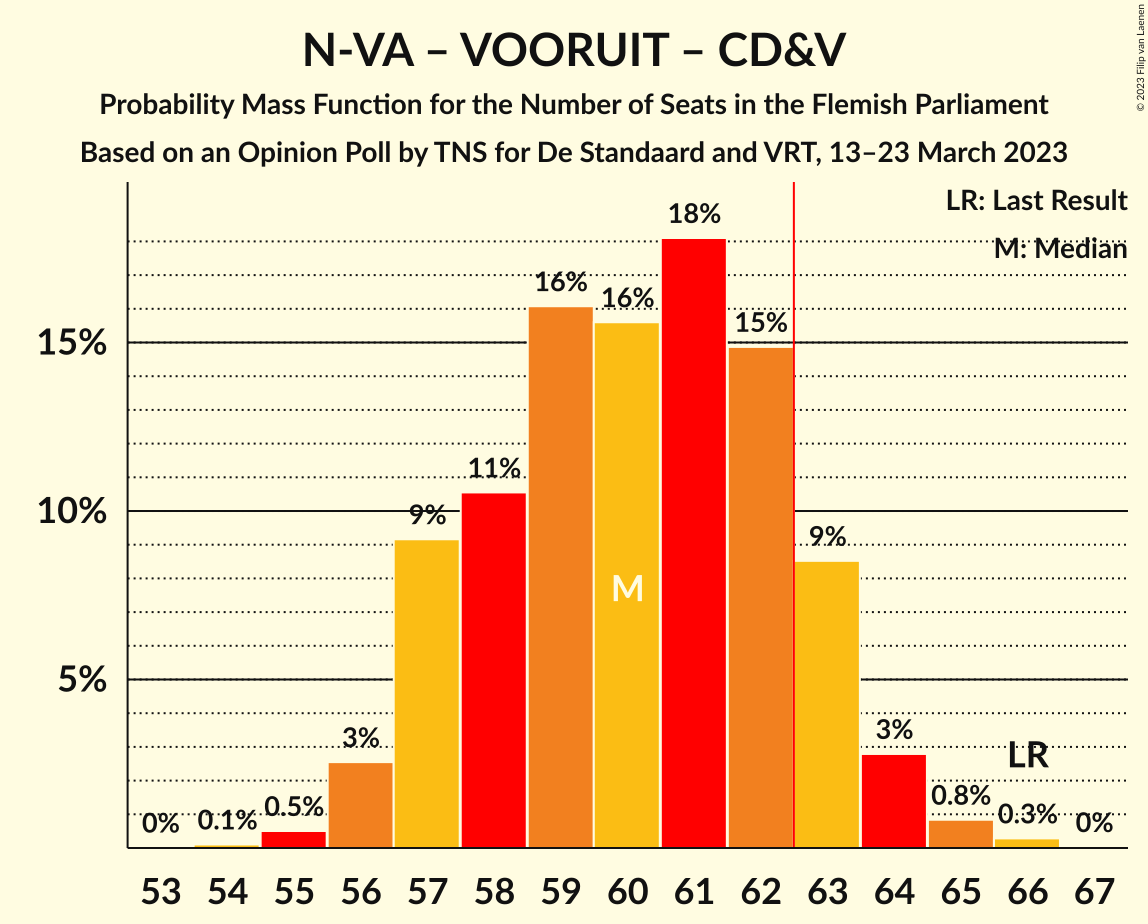 N-VA – VOORUIT – CD&V
Probability Mass Function for the Number of Seats in the Flemish Parliament
Based on an Opinion Poll by TNS for De Standaard and VRT, 13–23 March 2023
© 2023 Filip van Laenen
LR: Last Result
M: Median
18%
16%
16%
15%
15%
11%
10%
9%
9%
M
5%
3%
3%
LR
0%
0.1%
0.5%
0.8%
0.3%
0%
53 54 55 56 57 58 59 60 61 62 63 64 65 66 67